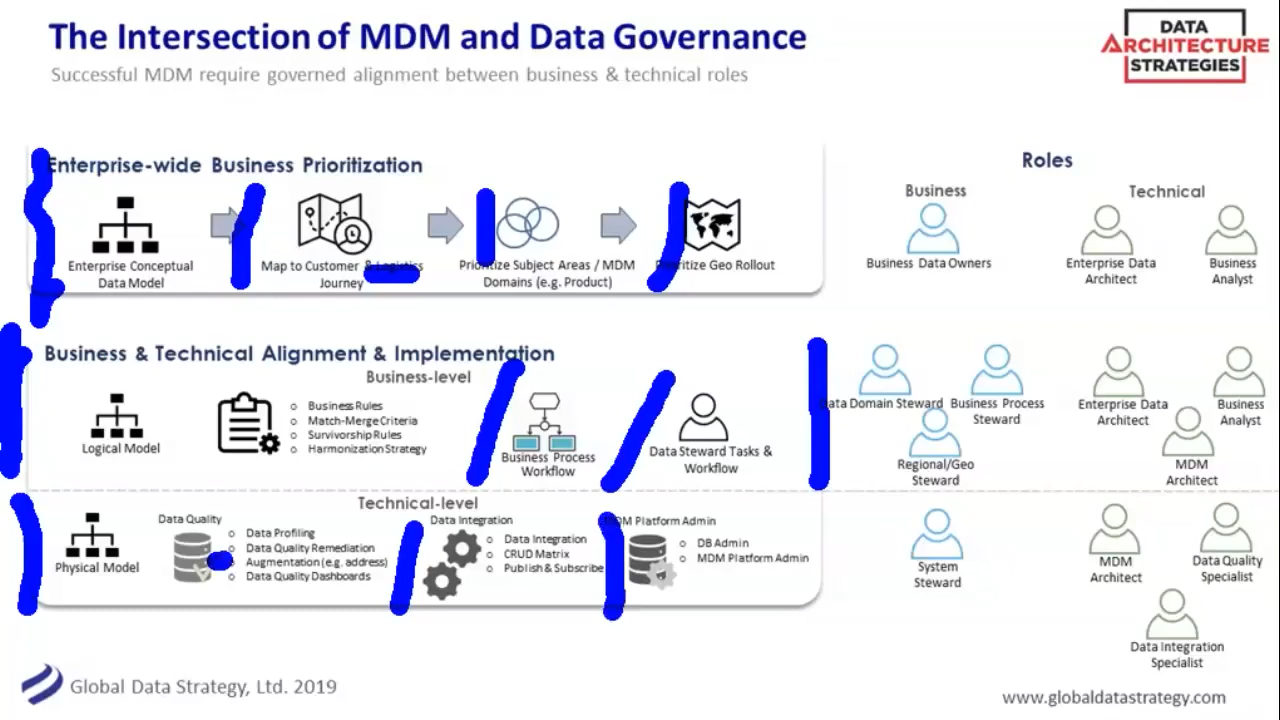 The Intersection of MDM and Data Governance
Successful MDM require governed alignment between business & technical roles
DATA
ARCHITECTURE
STRATEGIES
Enterprise-wide Business Prioritization
Enterprise Conceptual
Data Model
Map to Customer & Logistics
Journey
Prioritize Subject Areas / MDM
Domains (e.g. Product)
Prioritize Geo Rollout
Roles
Business
Technical
Business Data Owners
Enterprise Data
Architect
Business
Analyst
Business & Technical Alignment & Implementation
Business-level
Logical Model
Business Rules
Match-Merge Criteria
Survivorship Rules
Harmonization Strategy
Business Process
Workflow
Data Steward Tasks &
Workflow
Data Domain Steward
Business Process
Steward
Regional/Geo
Steward
Enterprise Data
Architect
Business
Analyst
MDM
Architect
Technical-level
Physical Model
Data Quality
Data Profiling
Data Quality Remediation
Augmentation (e.g. address)
Data Quality Dashboards
Data Integration
Data Integration
CRUD Matrix
Publish & Subscribe
MDM Platform Admin
DB Admin
MDM Platform Admin
System
Steward
MDM
Architect
Data Quality
Specialist
Data Integration
Specialist
Global Data Strategy, Ltd. 2019
www.globaldatastrategy.com